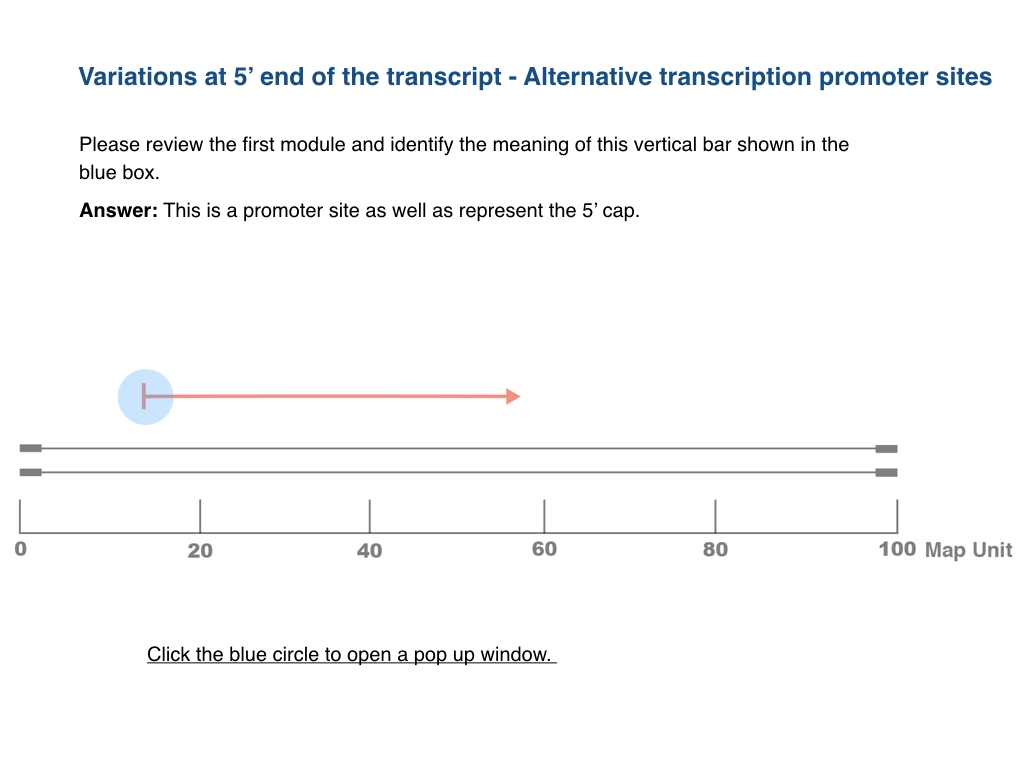 Variations at 5’ end of the transcript - Alternative transcription promoter sites
Please review the first module and identify the meaning of this vertical bar shown in the
blue box.
Answer: This is a promoter site as well as represent the 5’ cap.
0 20 40 60 80 100 Map Unit
Click the blue circle to open a pop up window.